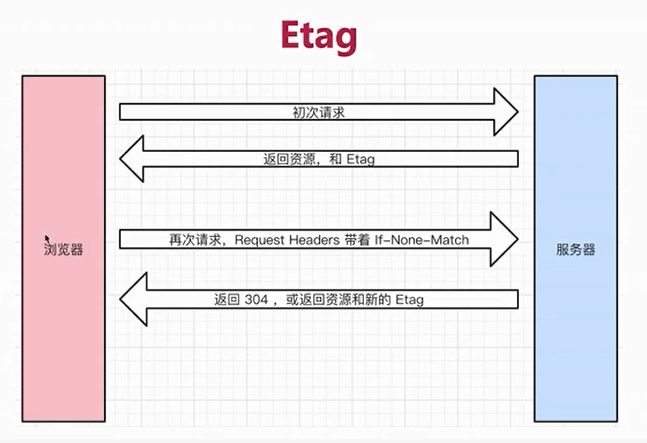 Etag
初次请求
返回资源，和 Etag
再次请求，Request Headers 带着 If-None-Match
浏览器
服务器
返回 304 ，或返回资源和新的 Etag